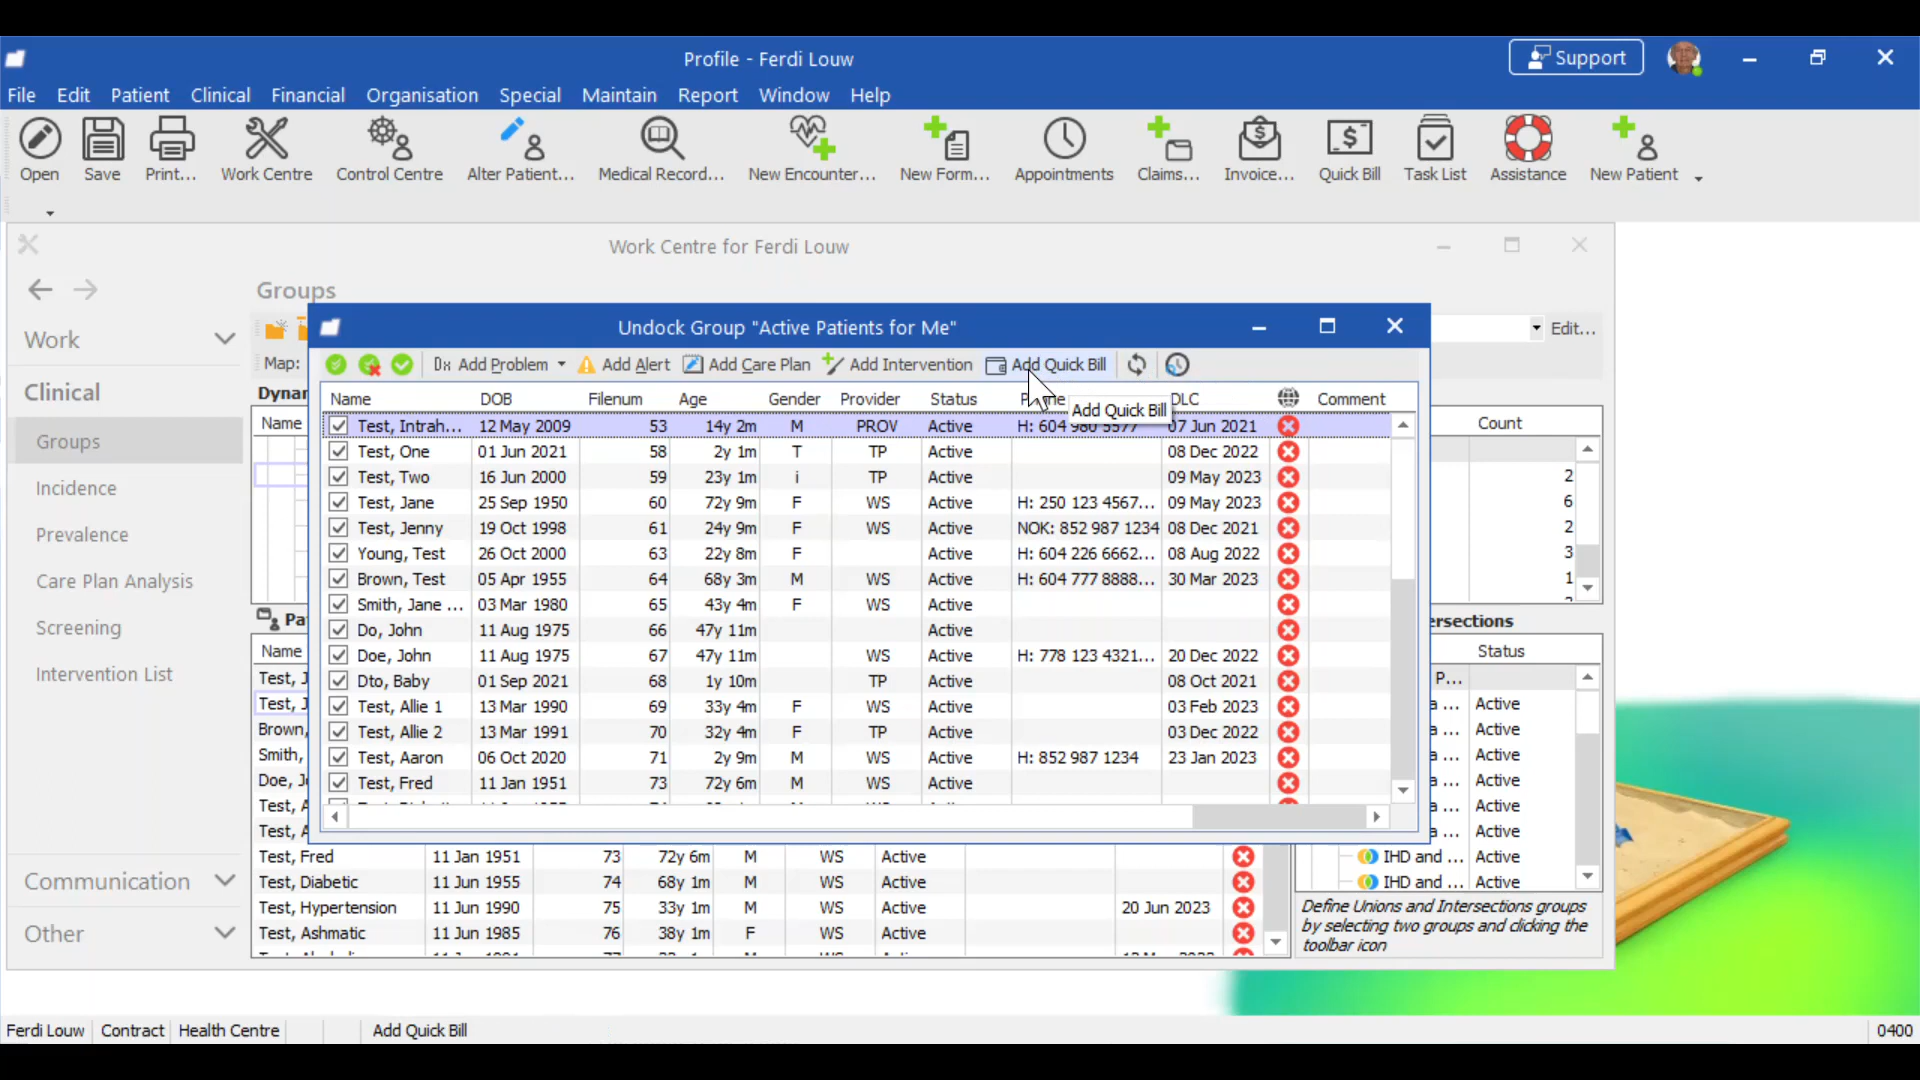 Profile - Ferdi Louw
Support
File Edit Patient Clinical Financial Organisation Special Maintain Report Window Help
Open Save Print... Work Centre Control Centre Alter Patient... Medical Record... New Encounter... New Form... Appointments Claims... Invoice... Quick Bill Task List Assistance New Patient
Work Centre for Ferdi Louw
Groups
Work
Clinical
Groups
Incidence
Prevalence
Care Plan Analysis
Screening
Intervention List
Communication
Other
Map:
Edit...
Name
Count
2
6
2
3
1
Undock Group "Active Patients for Me"
Dx Add Problem Add Alert Add Care Plan Add Intervention Add Quick Bill
Name DOB Filenum Age Gender Provider Status DLC Comment
Add Quick Bill
Test, Intrah... 12 May 2009 53 14y 2m M PROV Active H: 604 980 5577 07 Jun 2021
Test, One 01 Jun 2021 58 2y 1m T TP Active 08 Dec 2022
Test, Two 16 Jun 2000 59 23y 1m i TP Active 09 May 2023
Test, Jane 25 Sep 1950 60 72y 9m F WS Active H: 250 123 4567... 09 May 2023
Test, Jenny 19 Oct 1998 61 24y 9m F WS Active NOK: 852 987 1234 08 Dec 2021
Young, Test 26 Oct 2000 63 22y 8m F Active H: 604 226 6662... 08 Aug 2022
Brown, Test 05 Apr 1955 64 68y 3m M WS Active H: 604 777 8888... 30 Mar 2023
Smith, Jane ... 03 Mar 1980 65 43y 4m F WS Active
Do, John 11 Aug 1975 66 47y 11m Active
Doe, John 11 Aug 1975 67 47y 11m WS Active H: 778 123 4321... 20 Dec 2022
Dto, Baby 01 Sep 2021 68 1y 10m TP Active 08 Oct 2021
Test, Allie 1 13 Mar 1990 69 33y 4m F WS Active 03 Feb 2023
Test, Allie 2 13 Mar 1991 70 32y 4m F TP Active 03 Dec 2022
Test, Aaron 06 Oct 2020 71 2y 9m M WS Active H: 852 987 1234 23 Jan 2023
Test, Fred 11 Jan 1951 73 72y 6m M WS Active
Name
Test,
Test,
Brown,
Smith,
Doe,
Test,
Test,
Test, Fred 11 Jan 1951 73 72y 6m M WS Active
Test, Diabetic 11 Jun 1955 74 68y 1m M WS Active
Test, Hypertension 11 Jun 1990 75 33y 1m M WS Active 20 Jun 2023
Test, Ashmatic 11 Jun 1985 76 38y 1m F WS Active
Status
P...
Active
Active
Active
Active
Active
Active
IHD and ... Active
IHD and ... Active
Define Unions and Intersections groups
by selecting two groups and clicking the
toolbar icon
Ferdi Louw Contract Health Centre Add Quick Bill 0400